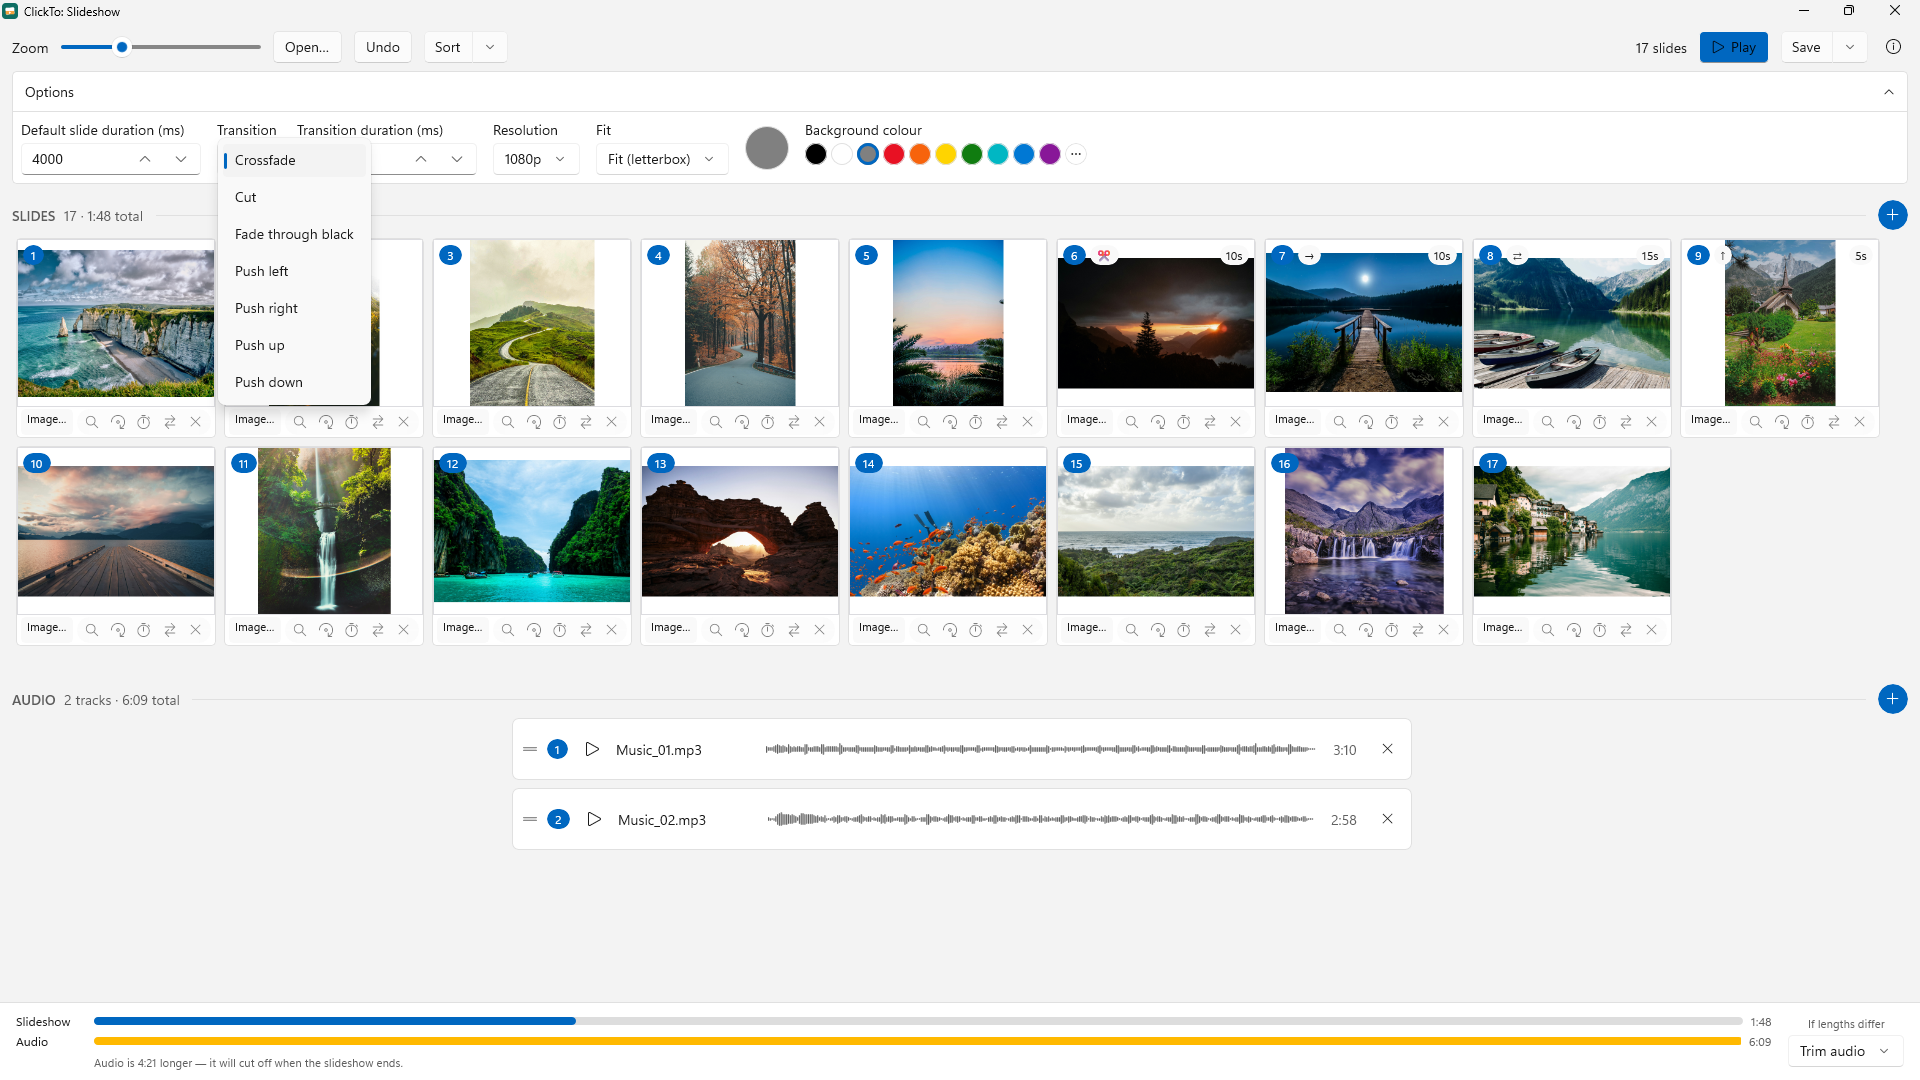 ClickTo: Slideshow
Zoom Open... Undo Sort 17 slides Play Save
Options
Default slide duration (ms) Transition Transition duration (ms) Resolution Fit Background colour
4000 1080p Fit (letterbox) ...
Crossfade
Cut
Fade through black
Push left
Push right
Push up
Push down
SLIDES 17 · 1:48 total
1 3 4 5 6 10s 7 → 10s 8 ⇄ 15s 9 ↑ 5s
Image... Image... Image... Image... Image... Image... Image... Image... Image...
10 11 12 13 14 15 16 17
Image... Image... Image... Image... Image... Image... Image... Image...
AUDIO 2 tracks · 6:09 total
1 Music_01.mp3 3:10
2 Music_02.mp3 2:58
Slideshow 1:48 If lengths differ
Audio 6:09 Trim audio
Audio is 4:21 longer — it will cut off when the slideshow ends.